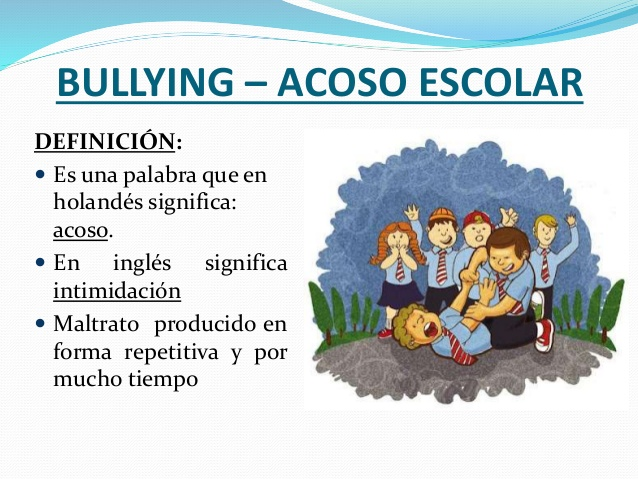 BULLYING – ACOSO ESCOLAR
DEFINICIÓN:
• Es una palabra que en
holandés significa:
acoso.
• En inglés significa
intimidación
• Maltrato producido en
forma repetitiva y por
mucho tiempo